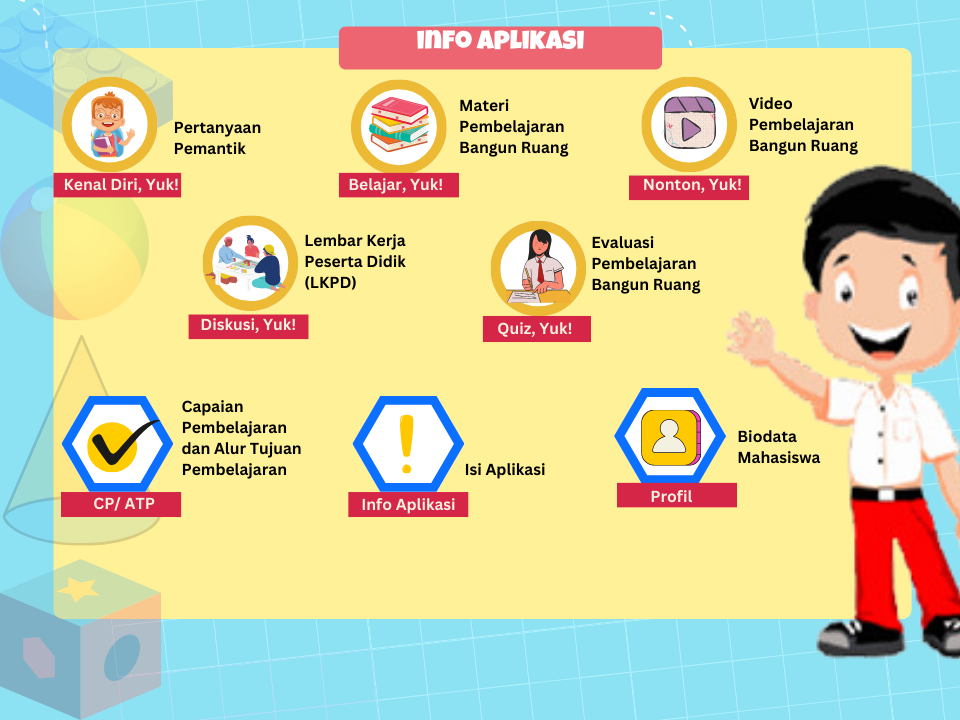 INFO APLIKASI
Pertanyaan
Pemantik
Kenal Diri, Yuk!
Materi
Pembelajaran
Bangun Ruang
Belajar, Yuk!
Video
Pembelajaran
Bangun Ruang
Nonton, Yuk!
Lembar Kerja
Peserta Didik
(LKPD)
Diskusi, Yuk!
Evaluasi
Pembelajaran
Bangun Ruang
Quiz, Yuk!
Capaian
Pembelajaran
dan Alur Tujuan
Pembelajaran
CP/ ATP
Isi Aplikasi
Info Aplikasi
Biodata
Mahasiswa
Profil